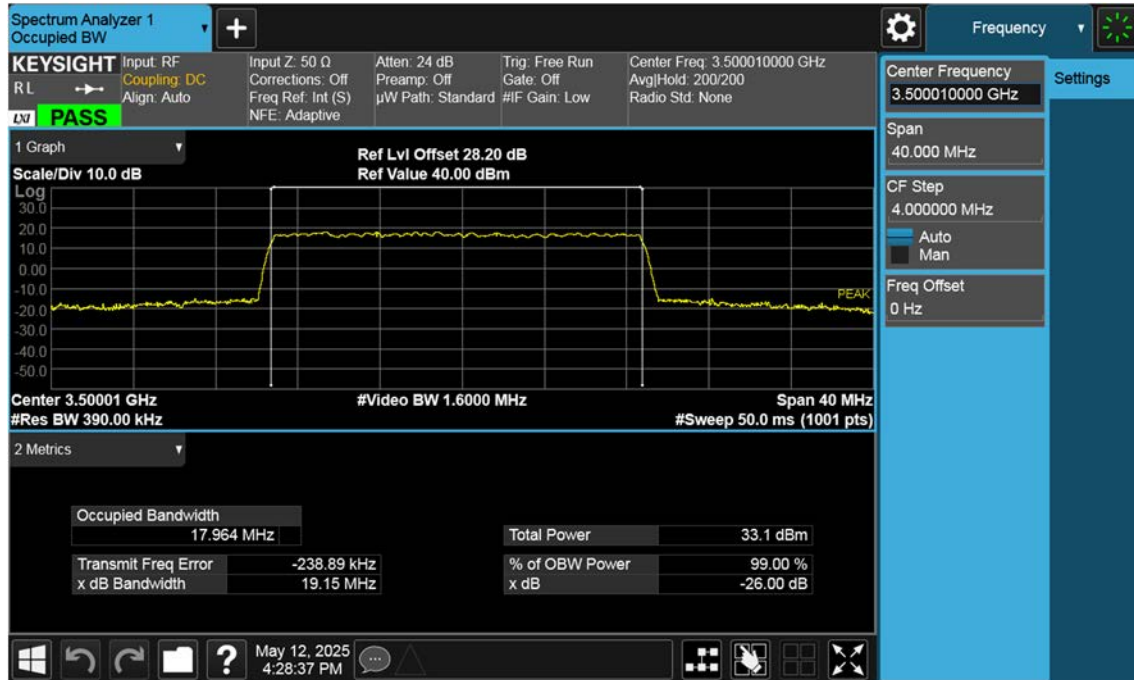 Spectrum Analyzer 1
Occupied BW
Frequency
KEYSIGHT
RL
LXI
PASS
Input: RF
Coupling: DC
Align: Auto
Input Z: 50 Ω
Corrections: Off
Freq Ref: Int (S)
NFE: Adaptive
Atten: 24 dB
Preamp: Off
µW Path: Standard
Trig: Free Run
Gate: Off
#IF Gain: Low
Center Freq: 3.500010000 GHz
Avg|Hold: 200/200
Radio Std: None
Center Frequency
3.500010000 GHz
Settings
Span
40.000 MHz
CF Step
4.000000 MHz
Auto
Man
Freq Offset
0 Hz
1 Graph
Scale/Div 10.0 dB
Ref Lvl Offset 28.20 dB
Ref Value 40.00 dBm
Log
30.0
20.0
10.0
0.00
-10.0
-20.0
-30.0
-40.0
-50.0
PEAK
Center 3.50001 GHz
#Video BW 1.6000 MHz
Span 40 MHz
#Res BW 390.00 kHz
#Sweep 50.0 ms (1001 pts)
2 Metrics
Occupied Bandwidth
17.964 MHz
Total Power 33.1 dBm
Transmit Freq Error -238.89 kHz
% of OBW Power 99.00 %
x dB Bandwidth 19.15 MHz
x dB -26.00 dB
?
May 12, 2025
4:28:37 PM